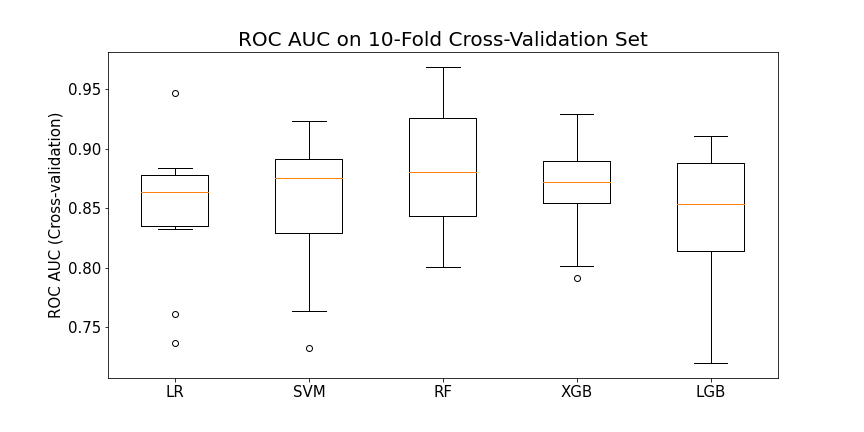 ROC AUC on 10-Fold Cross-Validation Set
ROC AUC (Cross-validation)
0.95
0.90
0.85
0.80
0.75
LR SVM RF XGB LGB